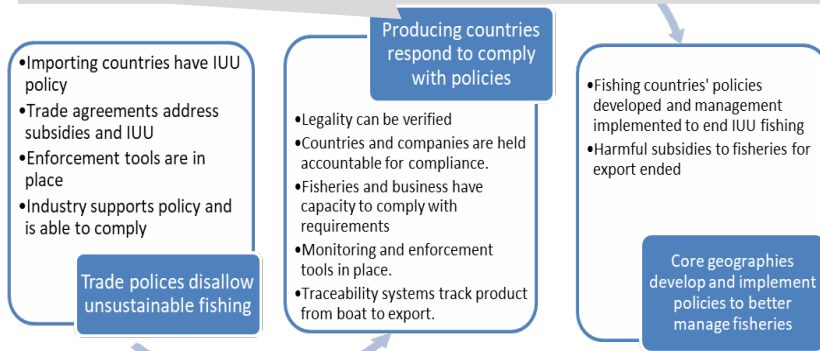 •Importing countries have IUU
policy
•Trade agreements address
subsidies and IUU
•Enforcement tools are in
place
•Industry supports policy and
is able to comply
Trade polices disallow
unsustainable fishing
Producing countries
respond to comply
with policies
•Legality can be verified
•Countries and companies are held
accountable for compliance.
•Fisheries and business have
capacity to comply with
requirements
•Monitoring and enforcement
tools in place.
•Traceability systems track product
from boat to export.
•Fishing countries' policies
developed and management
implemented to end IUU fishing
•Harmful subsidies to fisheries for
export ended
Core geographies
develop and implement
policies to better
manage fisheries